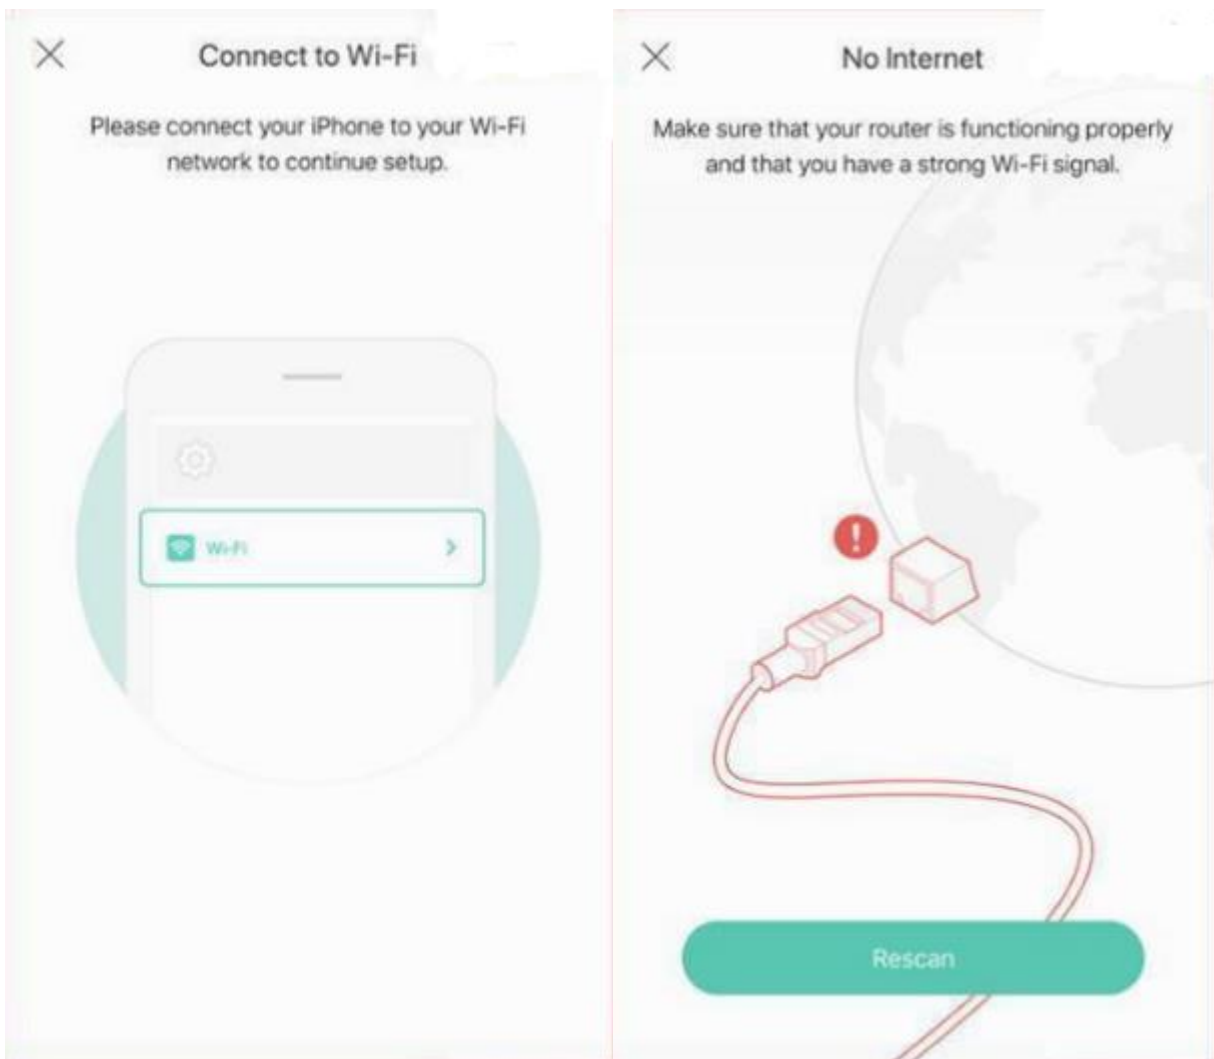 Connect to Wi-Fi
Please connect your iPhone to your Wi-Fi
network to continue setup.
Wi-Fi
No Internet
Make sure that your router is functioning properly
and that you have a strong Wi-Fi signal.
Rescan